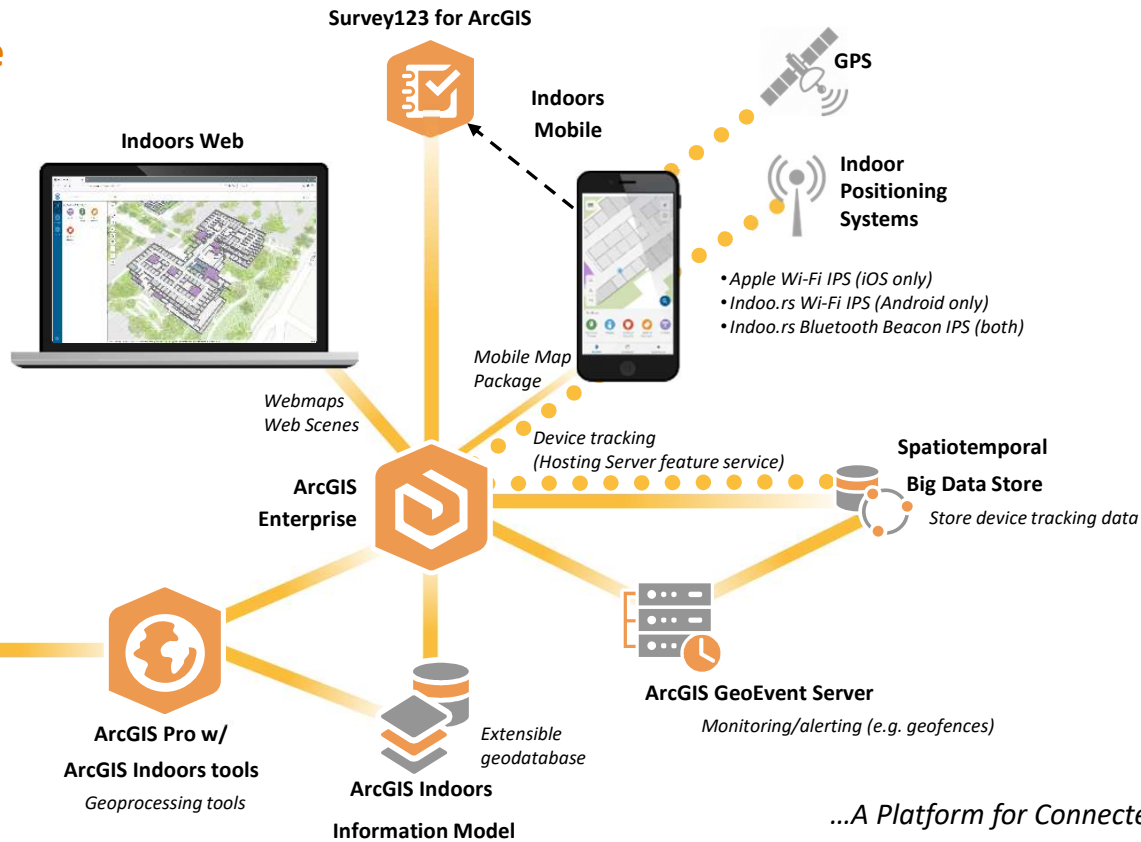 e
Survey123 for ArcGIS
GPS
Indoors
Mobile
Indoors Web
Indoor
Positioning
Systems
•Apple Wi-Fi IPS (iOS only)
•Indoo.rs Wi-Fi IPS (Android only)
•Indoo.rs Bluetooth Beacon IPS (both)
Mobile Map
Package
Webmaps
Web Scenes
Device tracking
(Hosting Server feature service)
Spatiotemporal
Big Data Store
Store device tracking data
ArcGIS
Enterprise
ArcGIS GeoEvent Server
Monitoring/alerting (e.g. geofences)
ArcGIS Pro w/
ArcGIS Indoors tools
Geoprocessing tools
Extensible
geodatabase
ArcGIS Indoors
Information Model
...A Platform for Connecte